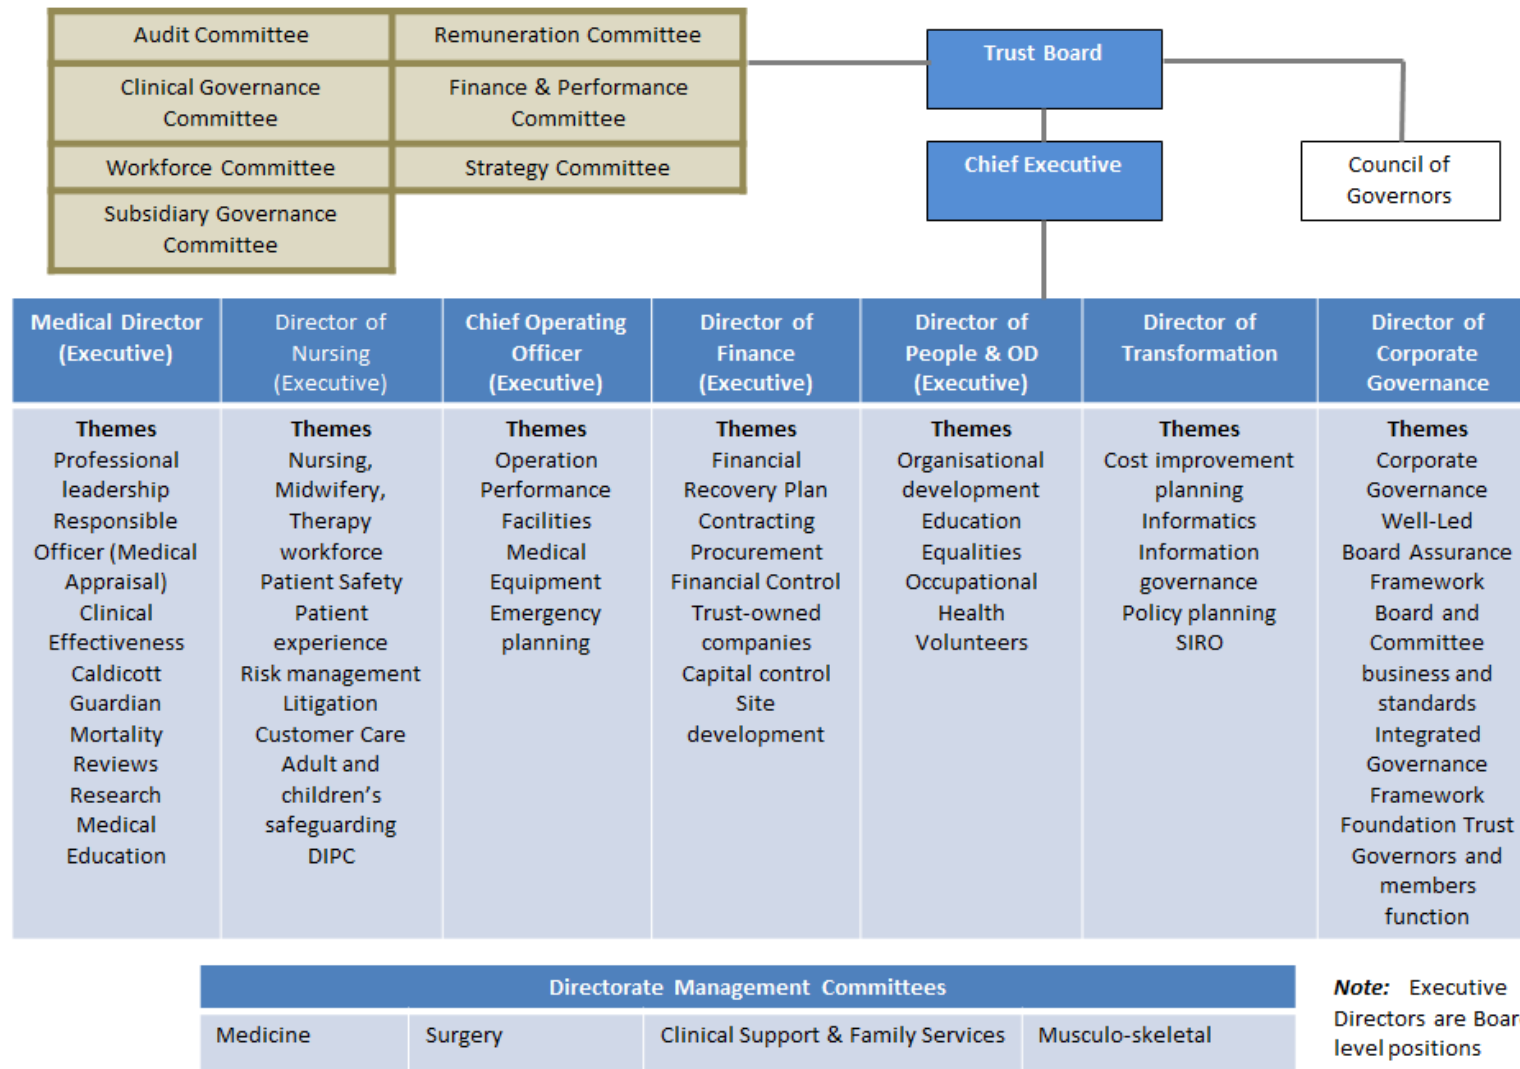 Audit Committee
Remuneration Committee
Clinical Governance
Committee
Finance & Performance
Committee
Workforce Committee
Strategy Committee
Subsidiary Governance
Committee
Trust Board
Chief Executive
Council of
Governors
Medical Director
(Executive)
Director of
Nursing
(Executive)
Chief Operating
Officer
(Executive)
Director of
Finance
(Executive)
Director of
People & OD
(Executive)
Director of
Transformation
Director of
Corporate
Governance
Themes
Professional
leadership
Responsible
Officer (Medical
Appraisal)
Clinical
Effectiveness
Caldicott
Guardian
Mortality
Reviews
Research
Medical
Education
Themes
Nursing,
Midwifery,
Therapy
workforce
Patient Safety
Patient
experience
Risk management
Litigation
Customer Care
Adult and
children's
safeguarding
DIPC
Themes
Operation
Performance
Facilities
Medical
Equipment
Emergency
planning
Themes
Financial
Recovery Plan
Contracting
Procurement
Financial Control
Trust-owned
companies
Capital control
Site
development
Themes
Organisational
development
Education
Equalities
Occupational
Health
Volunteers
Themes
Cost improvement
planning
Informatics
Information
governance
Policy planning
SIRO
Themes
Corporate
Governance
Well-Led
Board Assurance
Framework
Board and
Committee
business and
standards
Integrated
Governance
Framework
Foundation Trust
Governors and
members
function
Directorate Management Committees
Medicine
Surgery
Clinical Support & Family Services
Musculo-skeletal
Note: Executive
Directors are Boar
level positions